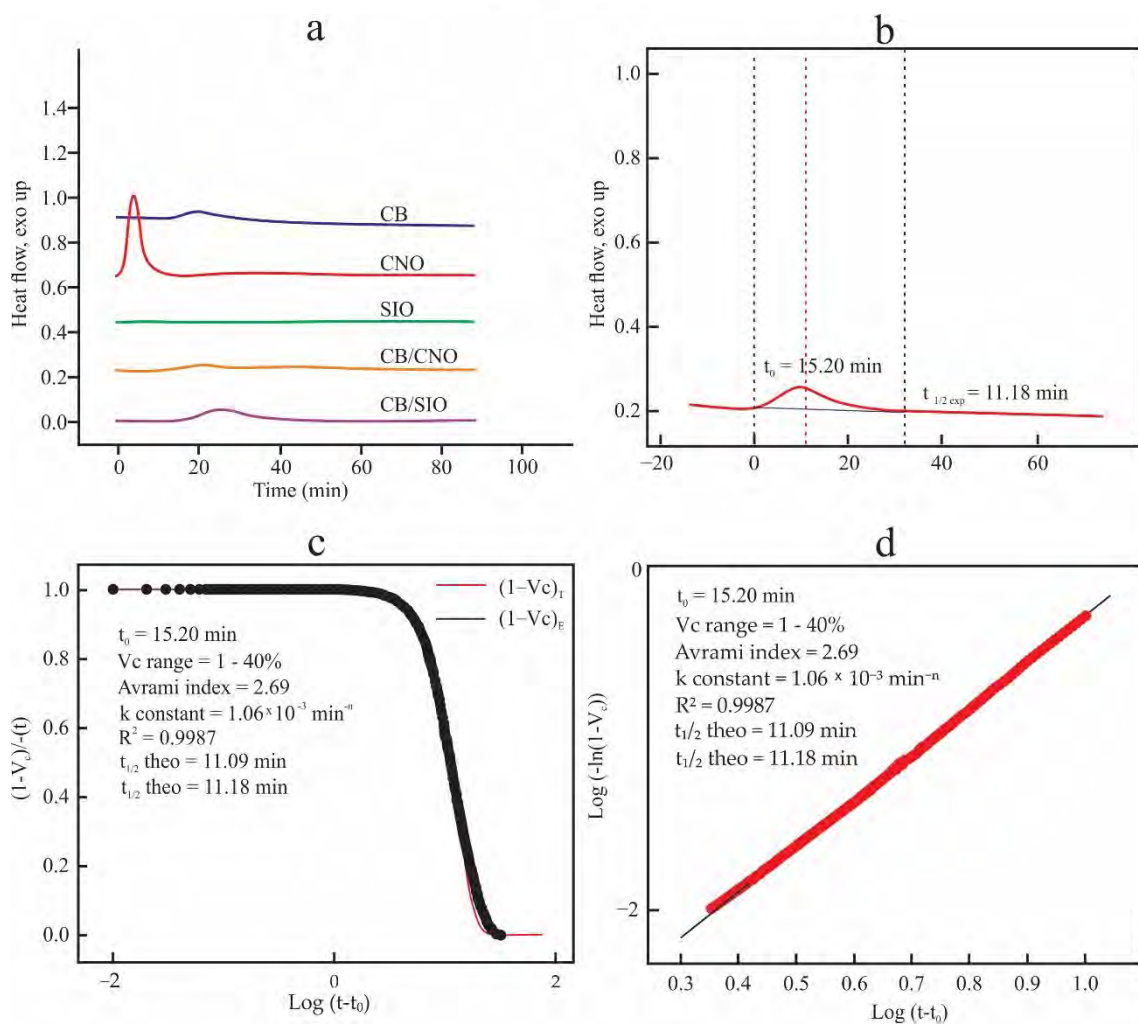 a
Heat flow, exo up
1.4
1.2
1.0
0.8
0.6
0.4
0.2
0.0
CB
CNO
SIO
CB/CNO
CB/SIO
0
20
40
60
80
100
Time (min)
b
Heat flow, exo up
1.0
0.8
0.6
0.4
0.2
t₀ = 15.20 min
t 1/2 exp = 11.18 min
−20
0
20
40
60
c
(1-Vc)/-(t)
1.0
0.8
0.6
0.4
0.2
0.0
(1−Vc)T
(1−Vc)E
t₀ = 15.20 min
Vc range = 1 - 40%
Avrami index = 2.69
k constant = 1.06 x 10⁻³ min⁻ⁿ
R² = 0.9987
t1/2 theo = 11.09 min
t1/2 theo = 11.18 min
−2
0
2
Log (t-t₀)
d
Log (-ln(1-Vc))
0
−2
t₀ = 15.20 min
Vc range = 1 - 40%
Avrami index = 2.69
k constant = 1.06 x 10⁻³ min⁻ⁿ
R² = 0.9987
t1/2 theo = 11.09 min
t1/2 theo = 11.18 min
0.3
0.4
0.5
0.6
0.7
0.8
0.9
1.0
Log (t-t₀)